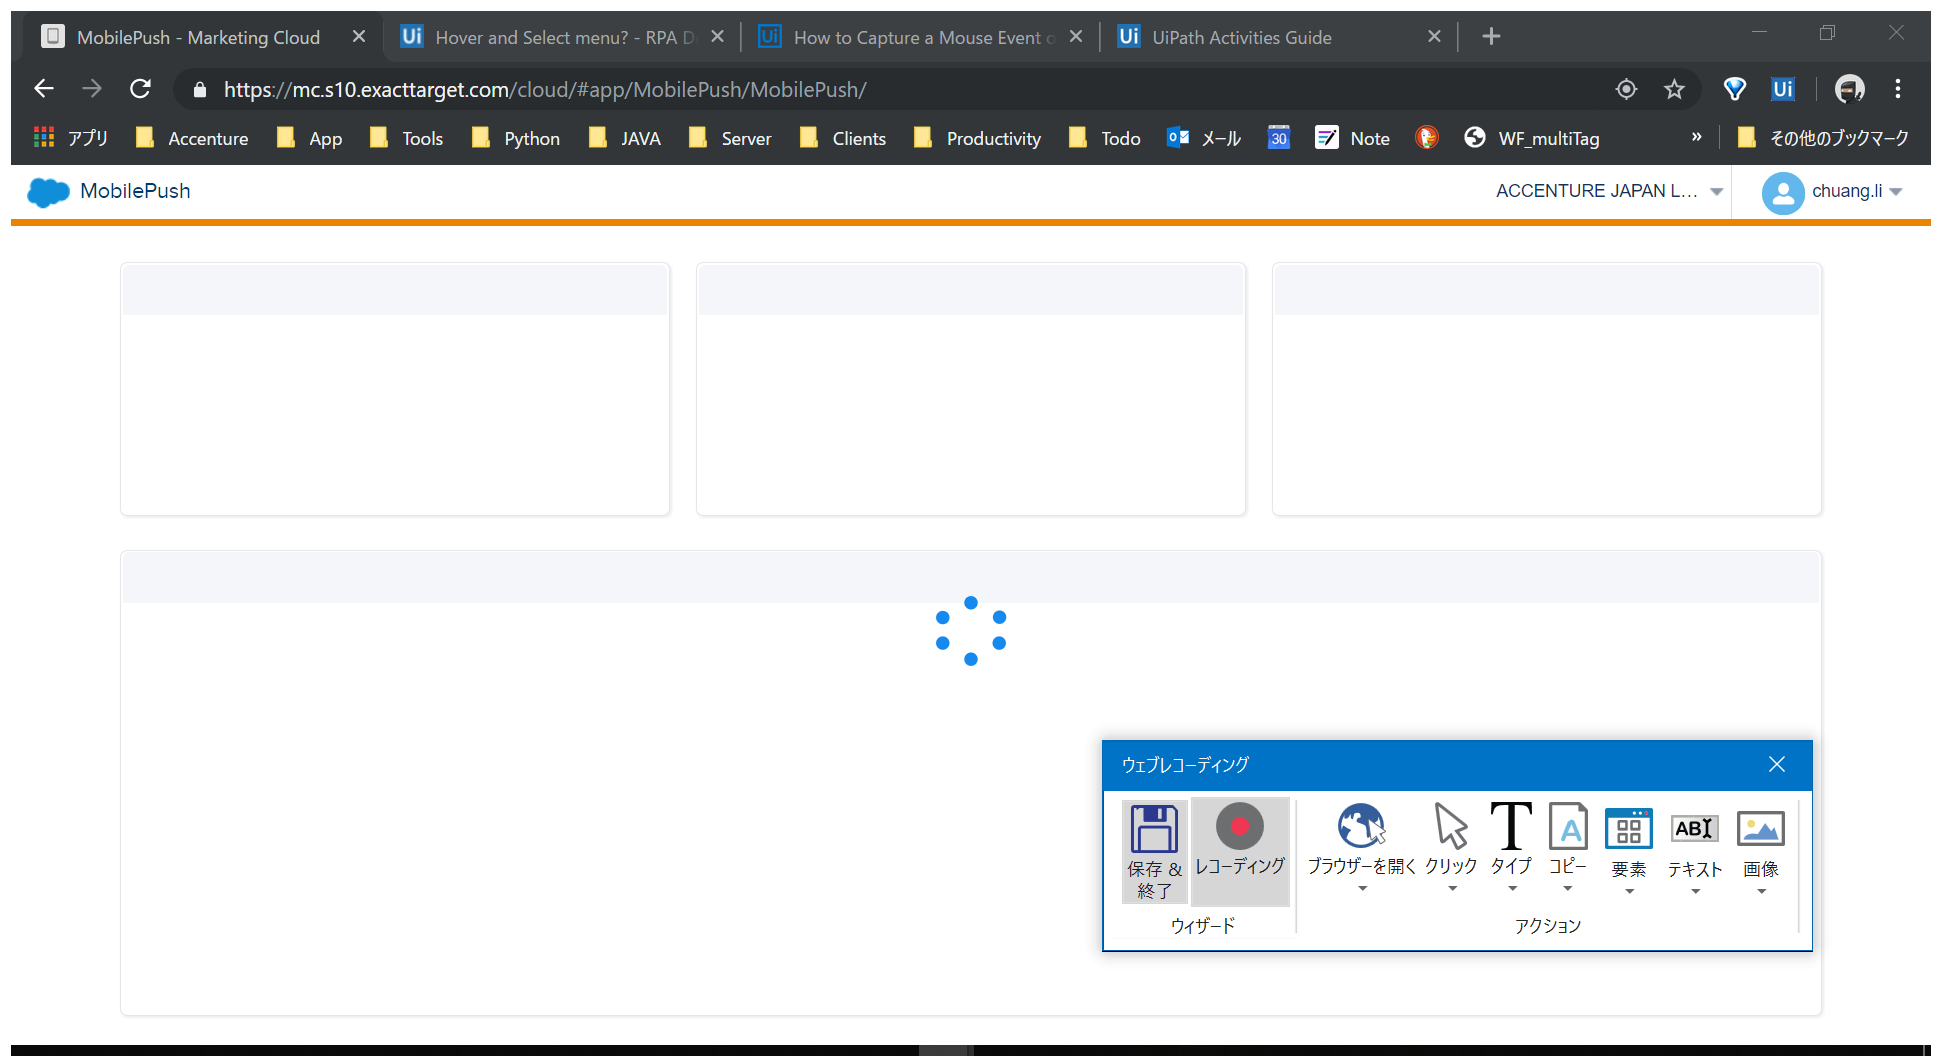 MobilePush - Marketing Cloud
Ui Hover and Select menu? - RPA D
Ui How to Capture a Mouse Event o
Ui UiPath Activities Guide
https://mc.s10.exacttarget.com/cloud/#app/MobilePush/MobilePush/
Ui
アプリ Accenture App Tools Python JAVA Server Clients Productivity Todo メール 30 Note WF_multiTag » その他のブックマーク
MobilePush
ACCENTURE JAPAN L...
chuang.li
ウェブレコーディング
保存 &
終了
レコーディング
ウィザード
ブラウザーを開く
クリック
T
タイプ
A
コピー
要素
AB
テキスト
画像
アクション